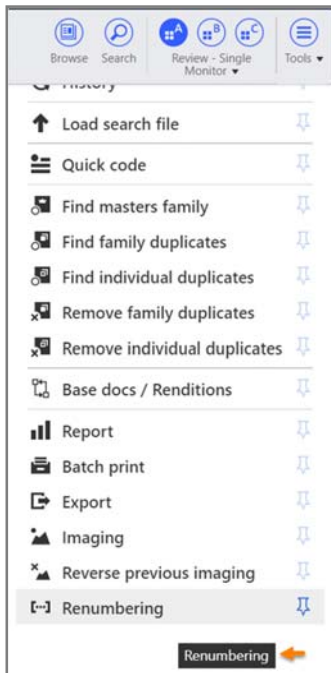 Browse
Search
A
B
C
Review - Single
Monitor
Tools
History
Load search file
Quick code
Find masters family
Find family duplicates
Find individual duplicates
Remove family duplicates
Remove individual duplicates
Base docs / Renditions
Report
Batch print
Export
Imaging
Reverse previous imaging
Renumbering
Renumbering